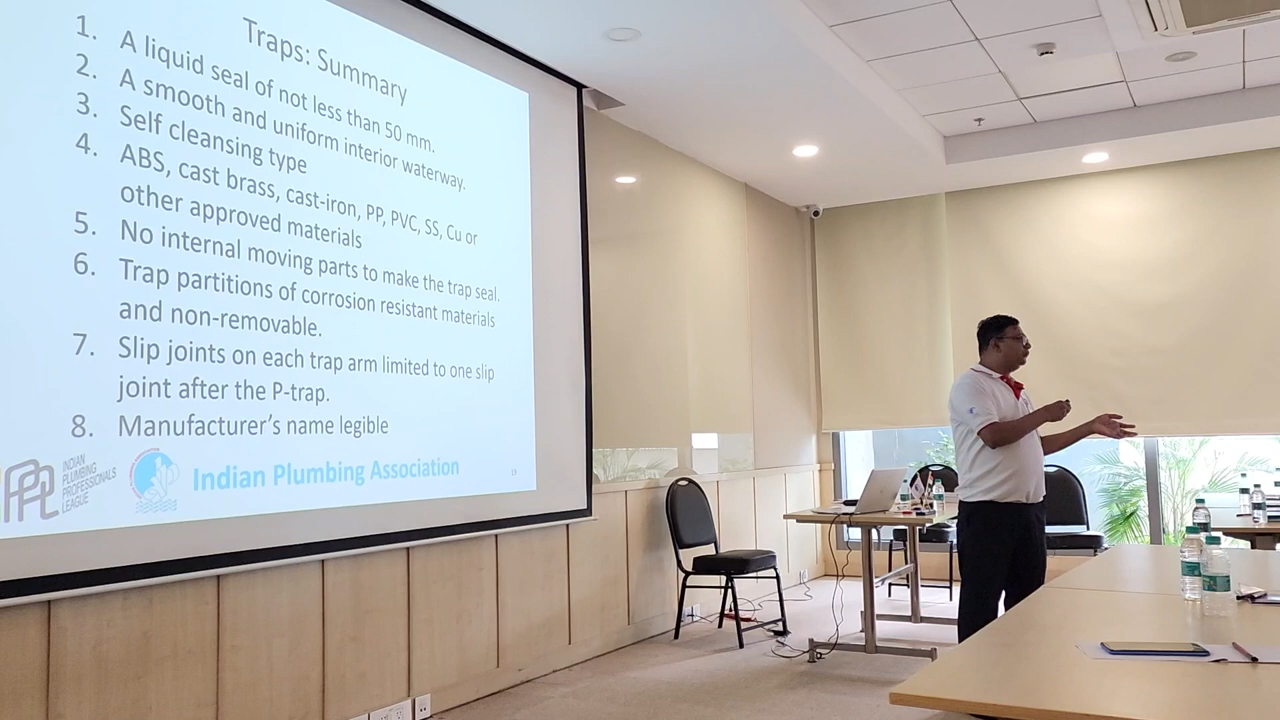 Traps: Summary
1. A liquid seal of not less than 50 mm.
2. A smooth and uniform interior waterway.
3. Self cleansing type
4. ABS, cast brass, cast-iron, PP, PVC, SS, Cu or
other approved materials
5. No internal moving parts to make the trap seal.
6. Trap partitions of corrosion resistant materials
and non-removable.
7. Slip joints on each trap arm limited to one slip
joint after the P-trap.
8. Manufacturer's name legible
INDIAN
PLUMBING
PROFESSIONALS
LEAGUE
Indian Plumbing Association